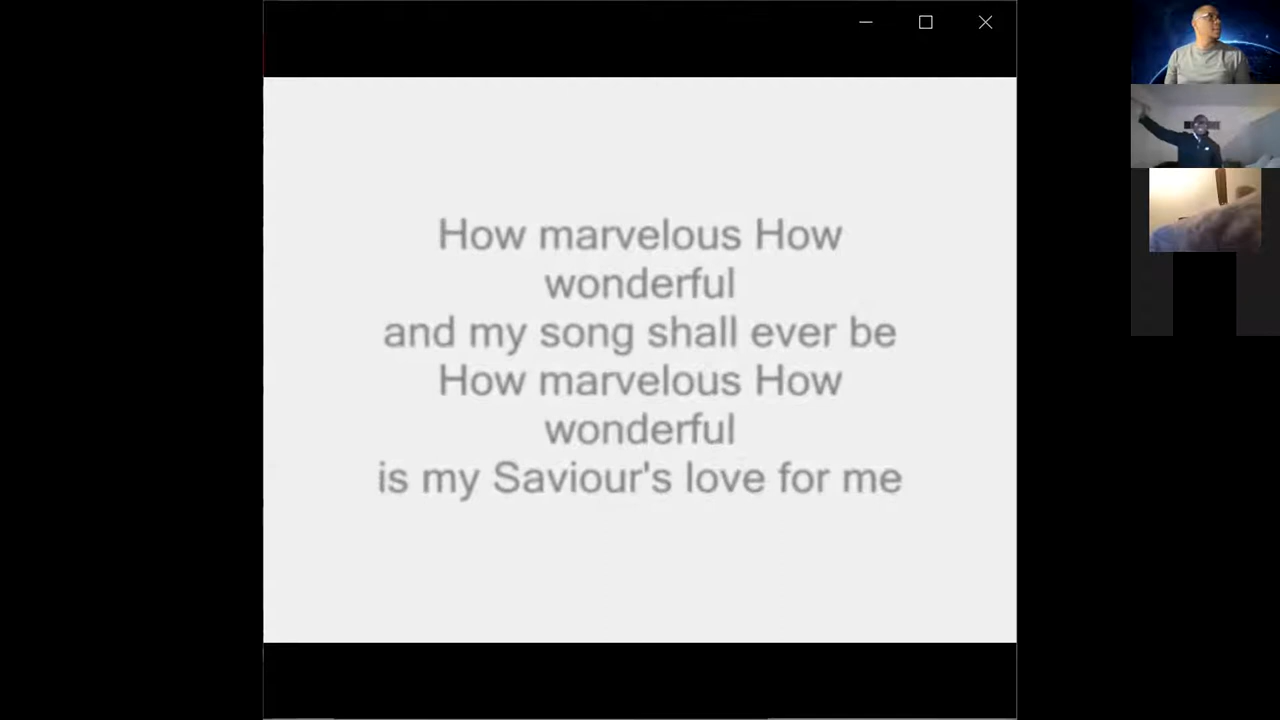 How marvelous How
wonderful
and my song shall ever be
How marvelous How
wonderful
is my Saviour's love for me